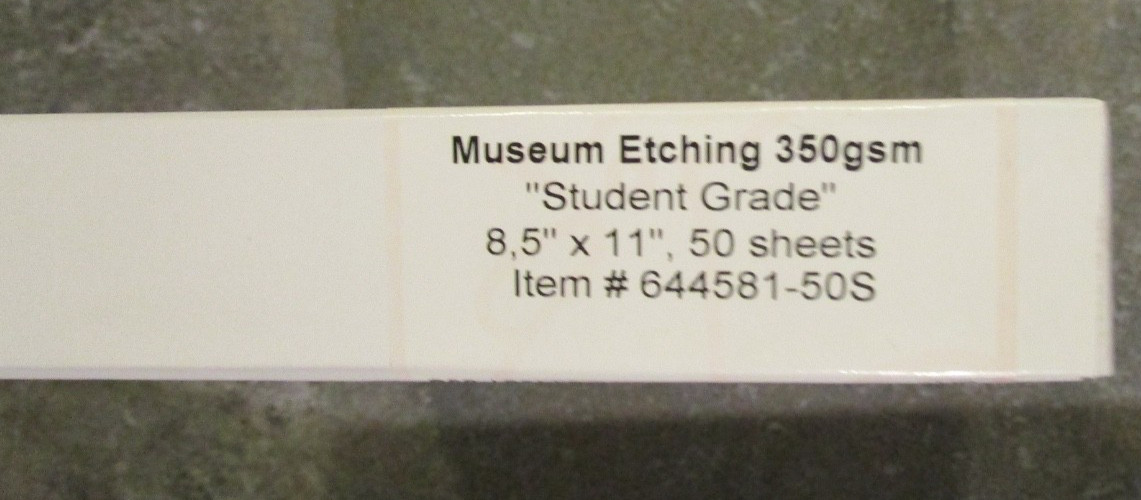 Museum Etching 350gsm
"Student Grade"
8,5" x 11", 50 sheets
Item # 644581-50S